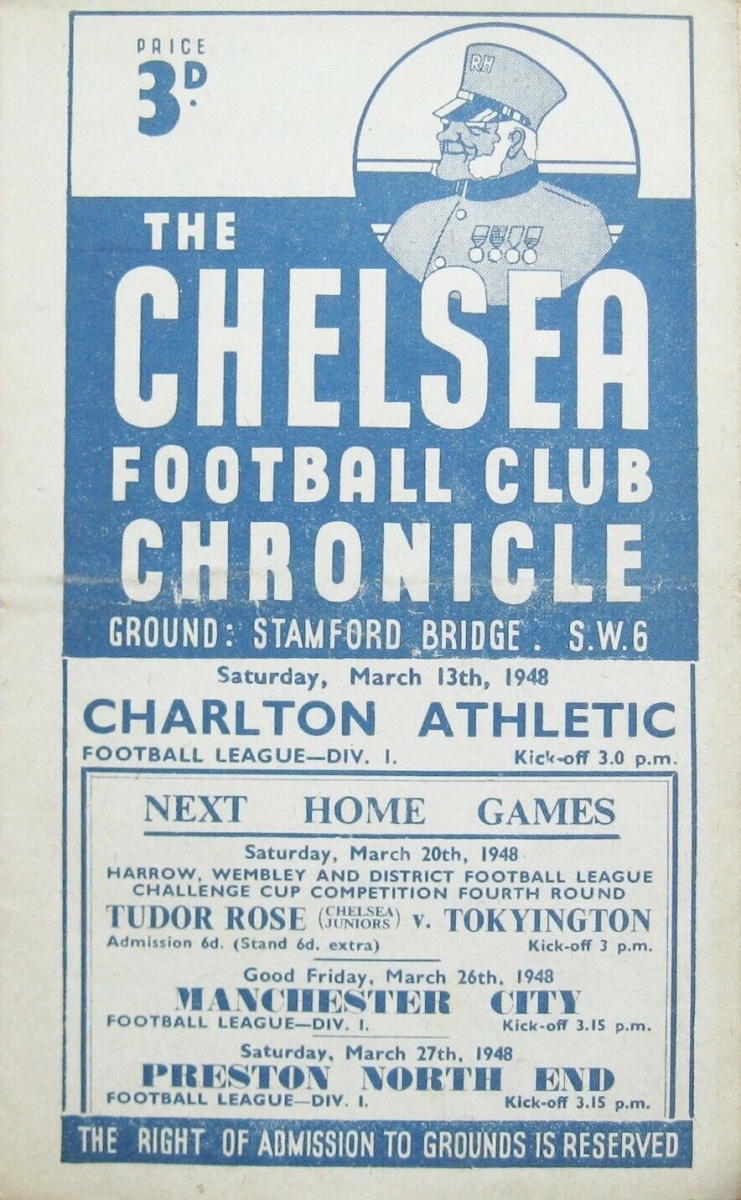 PRICE
3D.
RH
THE
CHELSEA
FOOTBALL CLUB
CHRONICLE
GROUND: STAMFORD BRIDGE. S.W.6
Saturday, March 13th, 1948
CHARLTON ATHLETIC
FOOTBALL LEAGUE—DIV. I. Kick-off 3.0 p.m.
NEXT HOME GAMES
Saturday, March 20th, 1948
HARROW, WEMBLEY AND DISTRICT FOOTBALL LEAGUE
CHALLENGE CUP COMPETITION FOURTH ROUND
TUDOR ROSE (CHELSEA JUNIORS) v. TOKYINGTON
Admission 6d. (Stand 6d. extra) Kick-off 3 p.m.
Good Friday, March 26th, 1948
MANCHESTER CITY
FOOTBALL LEAGUE—DIV. I. Kick-off 3.15 p.m.
Saturday, March 27th, 1948
PRESTON NORTH END
FOOTBALL LEAGUE—DIV. I. Kick-off 3.15 p.m.
THE RIGHT OF ADMISSION TO GROUNDS IS RESERVED